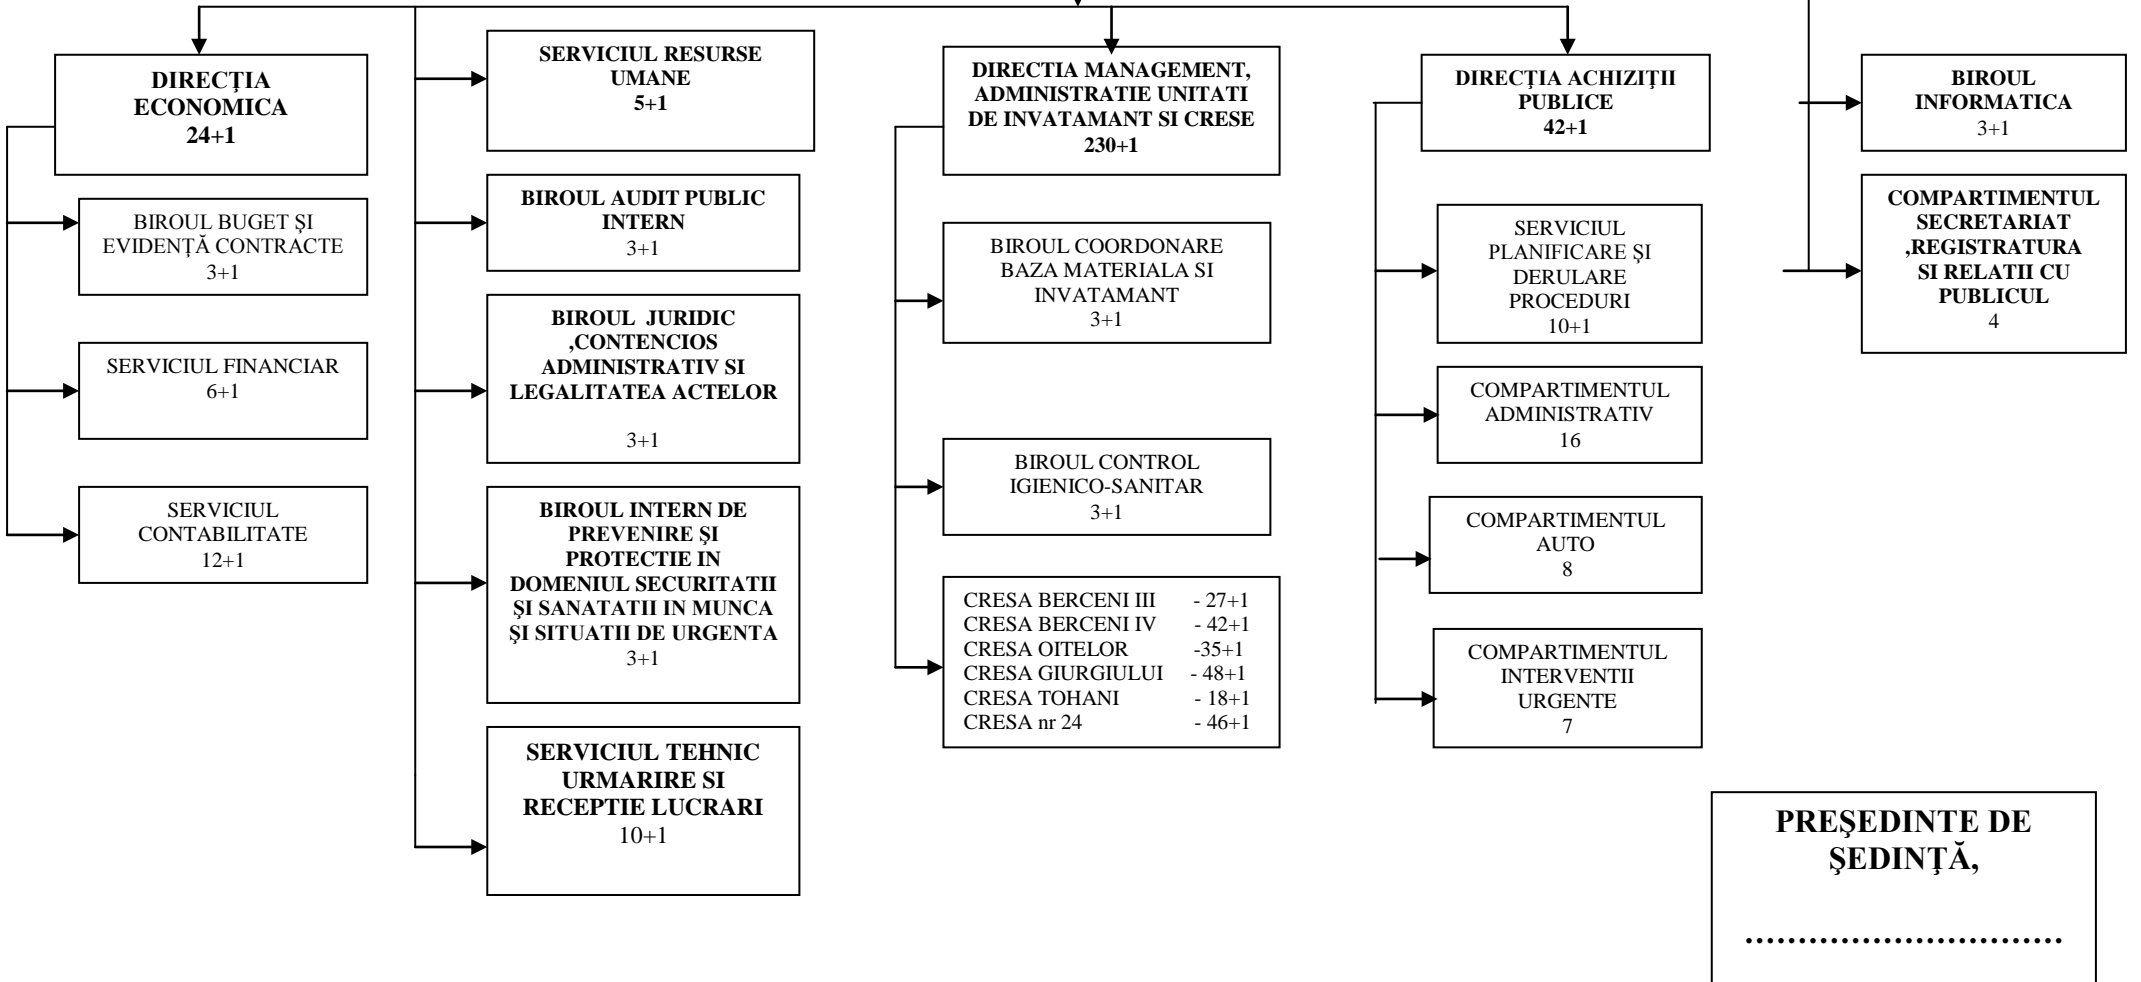 DIRECŢIA
ECONOMICA
24+1
BIROUL BUGET ŞI
EVIDENŢĂ CONTRACTE
3+1
SERVICIUL FINANCIAR
6+1
SERVICIUL
CONTABILITATE
12+1
SERVICIUL RESURSE
UMANE
5+1
BIROUL AUDIT PUBLIC
INTERN
3+1
BIROUL JURIDIC
,CONTENCIOS
ADMINISTRATIV SI
LEGALITATEA ACTELOR
3+1
BIROUL INTERN DE
PREVENIRE ŞI
PROTECTIE IN
DOMENIUL SECURITATII
ŞI SANATATII IN MUNCA
ŞI SITUATII DE URGENTA
3+1
SERVICIUL TEHNIC
URMARIRE SI
RECEPTIE LUCRARI
10+1
DIRECTIA MANAGEMENT,
ADMINISTRATIE UNITATI
DE INVATAMANT SI CRESE
230+1
BIROUL COORDONARE
BAZA MATERIALA SI
INVATAMANT
3+1
BIROUL CONTROL
IGIENICO-SANITAR
3+1
CRESA BERCENI III - 27+1
CRESA BERCENI IV - 42+1
CRESA OITELOR -35+1
CRESA GIURGIULUI - 48+1
CRESA TOHANI - 18+1
CRESA nr 24 - 46+1
DIRECŢIA ACHIZIŢII
PUBLICE
42+1
SERVICIUL
PLANIFICARE ŞI
DERULARE
PROCEDURI
10+1
COMPARTIMENTUL
ADMINISTRATIV
16
COMPARTIMENTUL
AUTO
8
COMPARTIMENTUL
INTERVENTII
URGENTE
7
BIROUL
INFORMATICA
3+1
COMPARTIMENTUL
SECRETARIAT
,REGISTRATURA
SI RELATII CU
PUBLICUL
4
PREŞEDINTE DE
ŞEDINŢĂ,
..............................